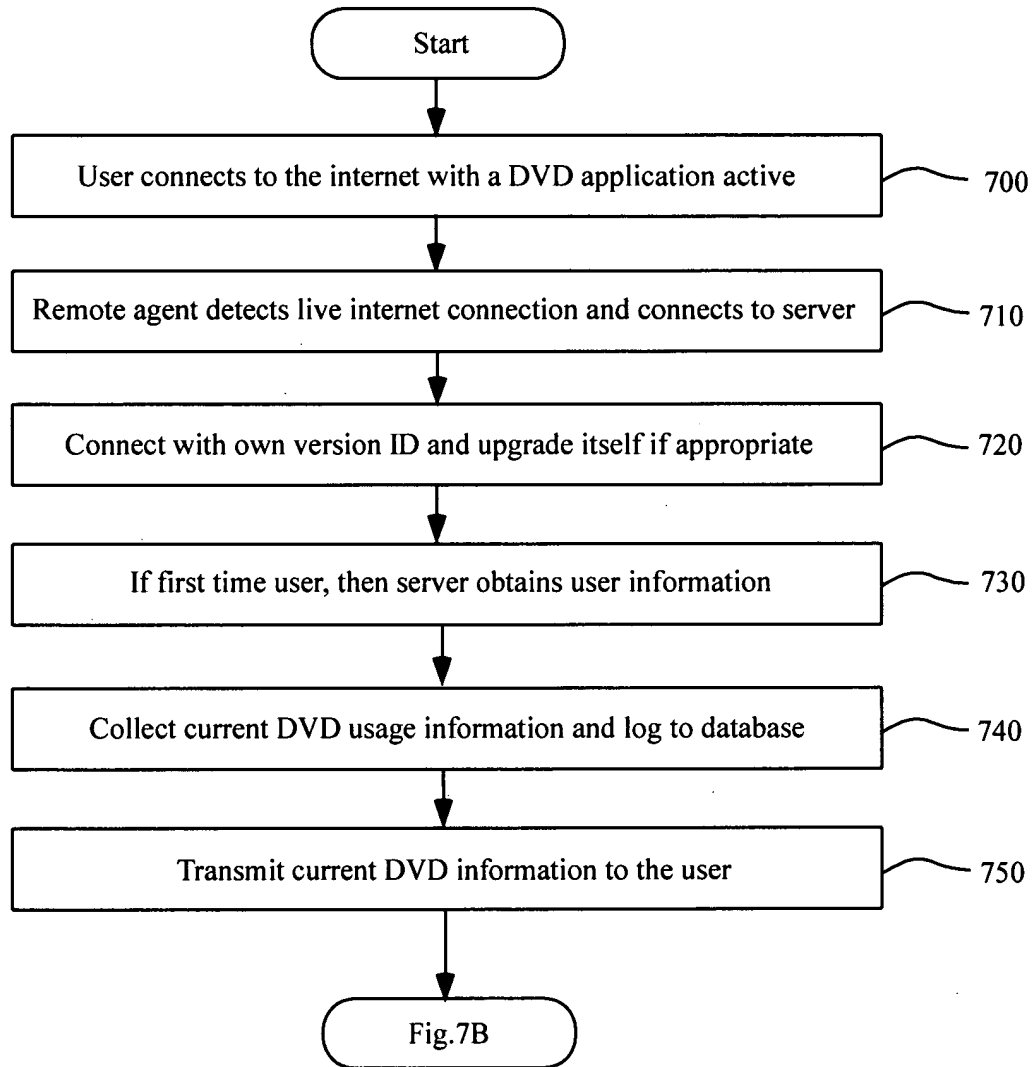 Start
User connects to the internet with a DVD application active
700
Remote agent detects live internet connection and connects to server
710
Connect with own version ID and upgrade itself if appropriate
720
If first time user, then server obtains user information
730
Collect current DVD usage information and log to database
740
Transmit current DVD information to the user
750
Fig.7B